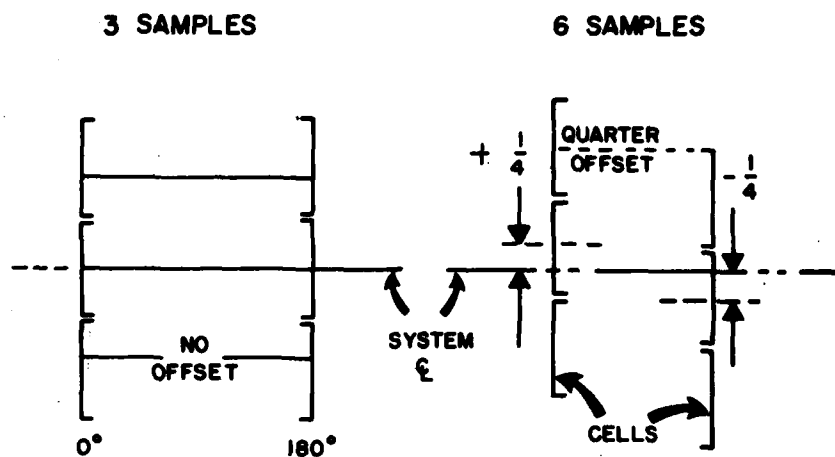 3 SAMPLES
6 SAMPLES
+ 1/4
QUARTER
OFFSET
- 1/4
NO
OFFSET
SYSTEM
℄
CELLS
0°
180°